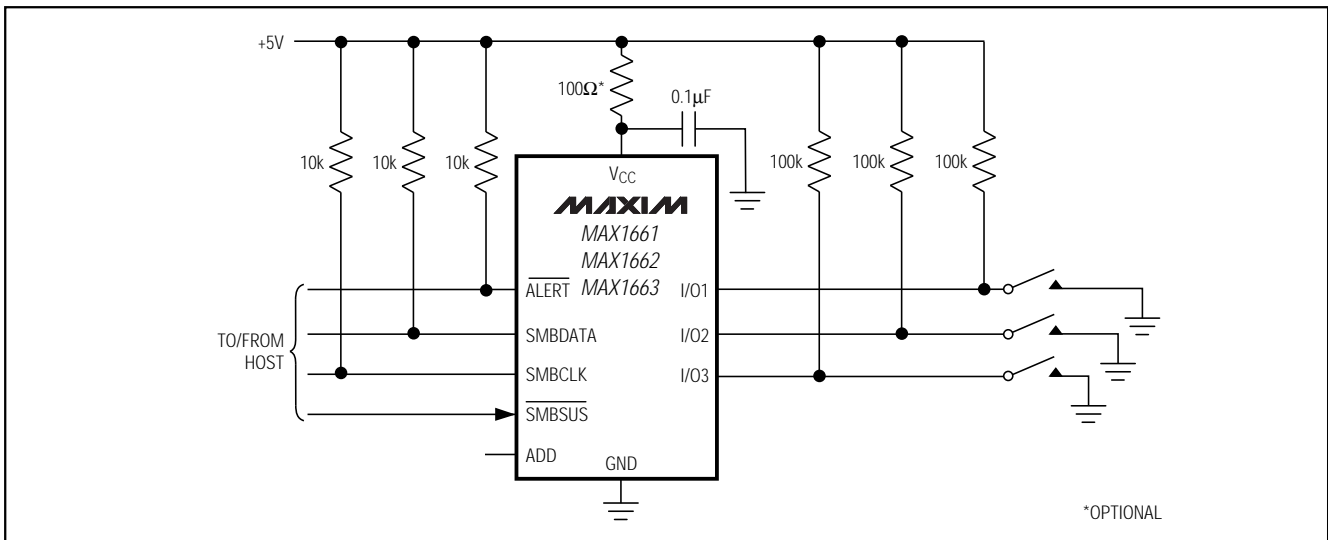 +5V
100Ω*
0.1µF
10k
10k
10k
100k
100k
100k
VCC
MAXIM
MAX1661
MAX1662
MAX1663
ALERT
I/O1
SMBDATA
I/O2
TO/FROM
HOST
SMBCLK
I/O3
SMBSUS
ADD
GND
*OPTIONAL